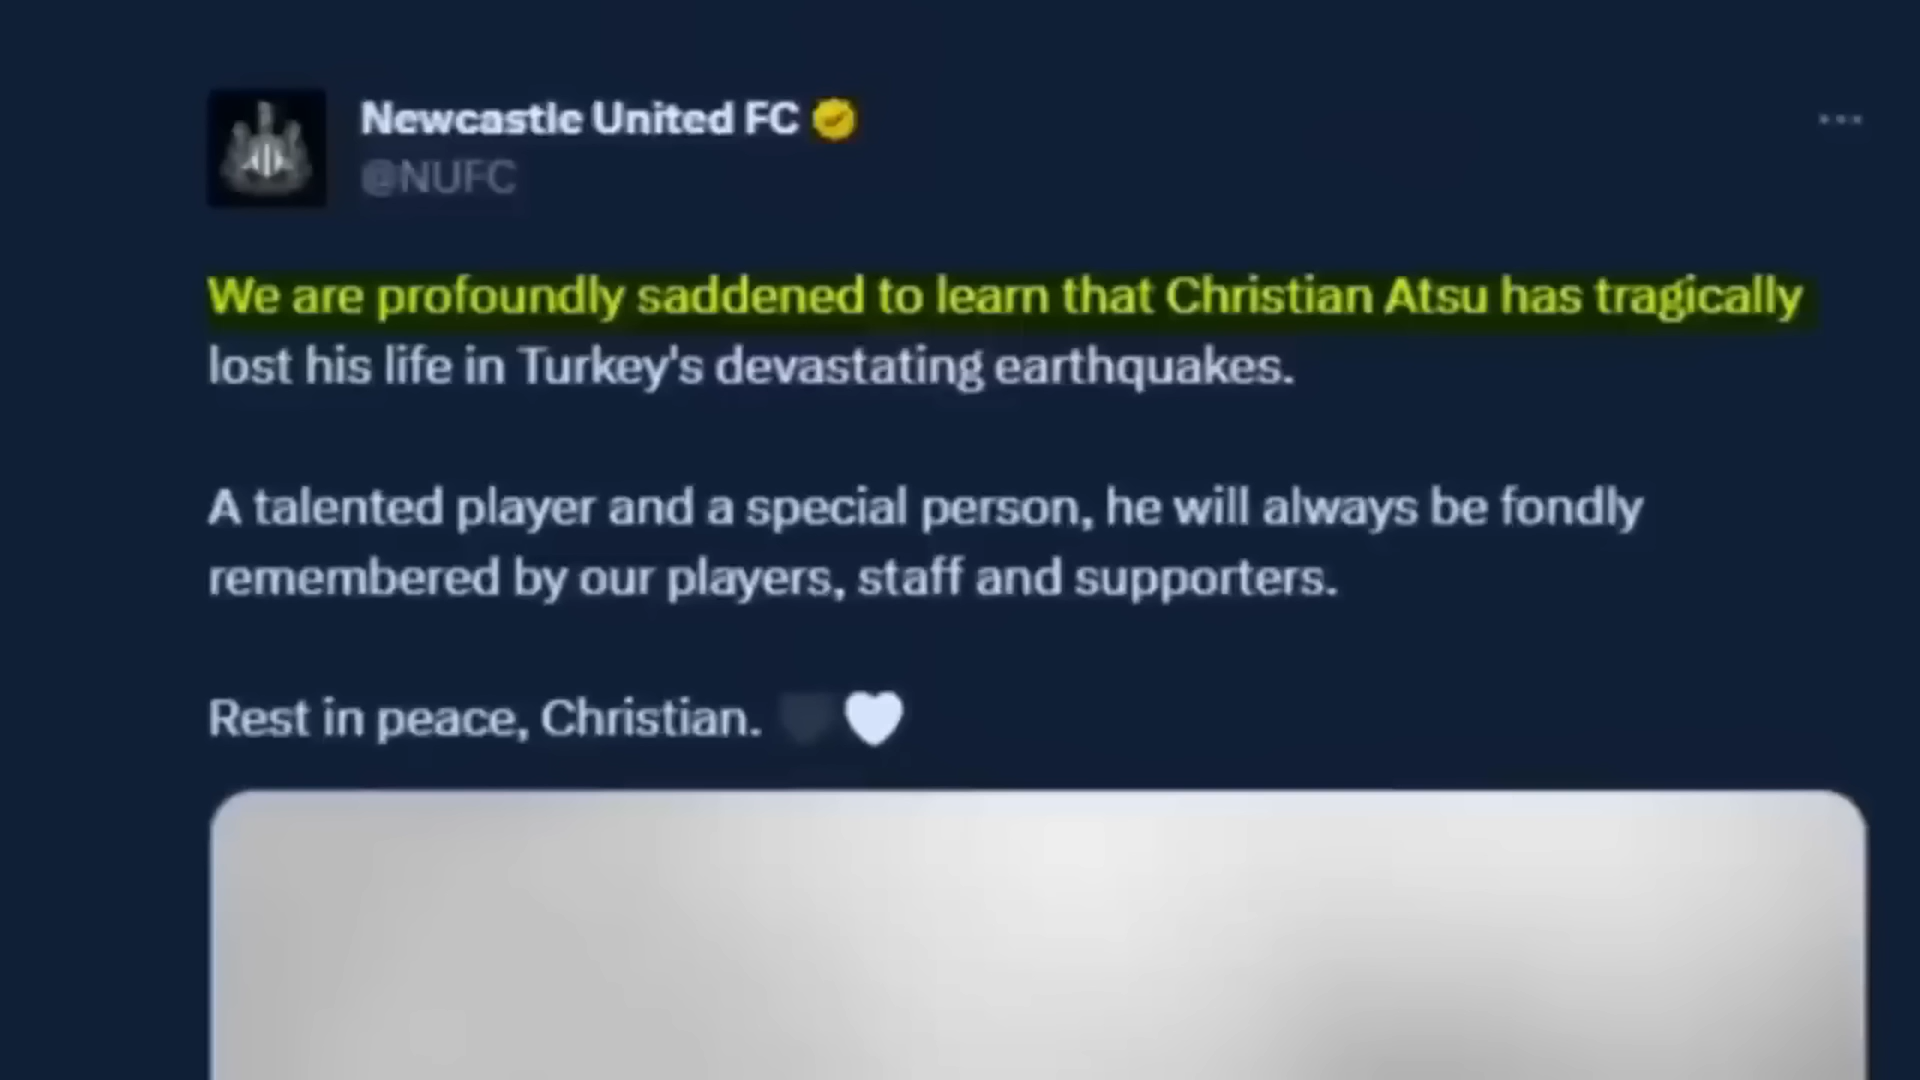 Newcastle United FC
@NUFC
We are profoundly saddened to learn that Christian Atsu has tragically
lost his life in Turkey's devastating earthquakes.
A talented player and a special person, he will always be fondly
remembered by our players, staff and supporters.
Rest in peace, Christian. 🖤🤍